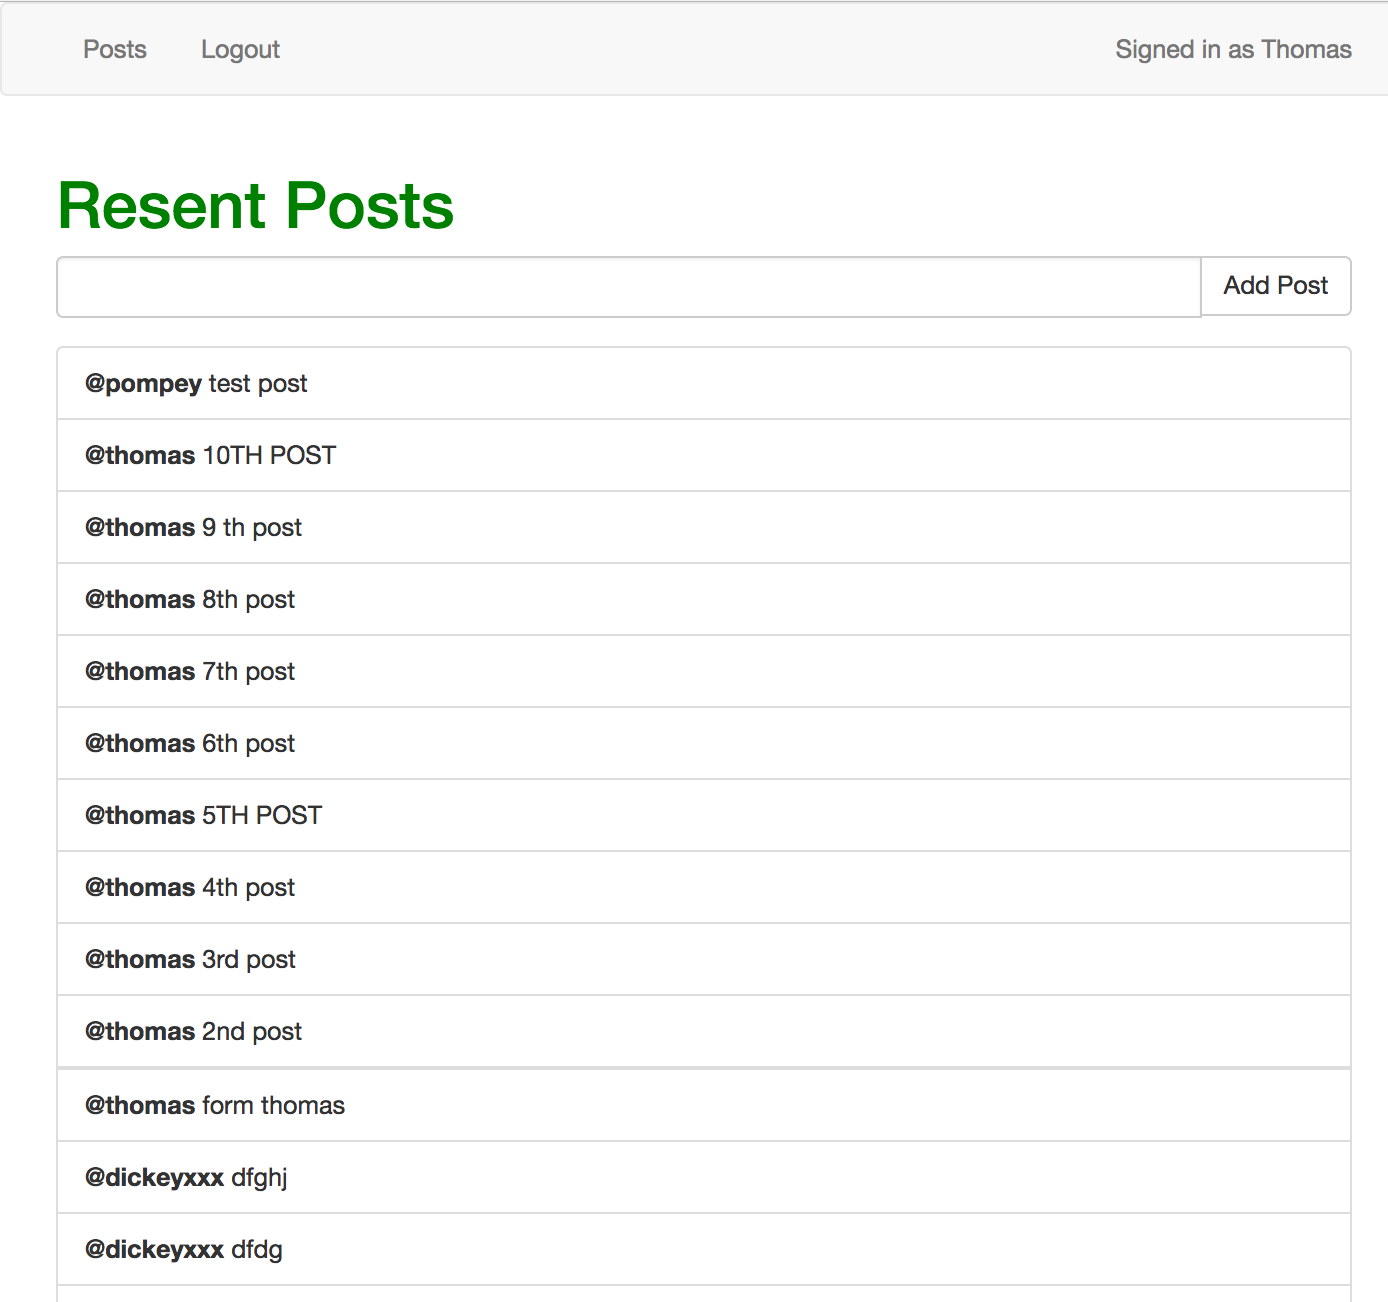 Posts Logout Signed in as Thomas
Resent Posts
Add Post
@pompey test post
@thomas 10TH POST
@thomas 9 th post
@thomas 8th post
@thomas 7th post
@thomas 6th post
@thomas 5TH POST
@thomas 4th post
@thomas 3rd post
@thomas 2nd post
@thomas form thomas
@dickeyxxx dfghj
@dickeyxxx dfdg